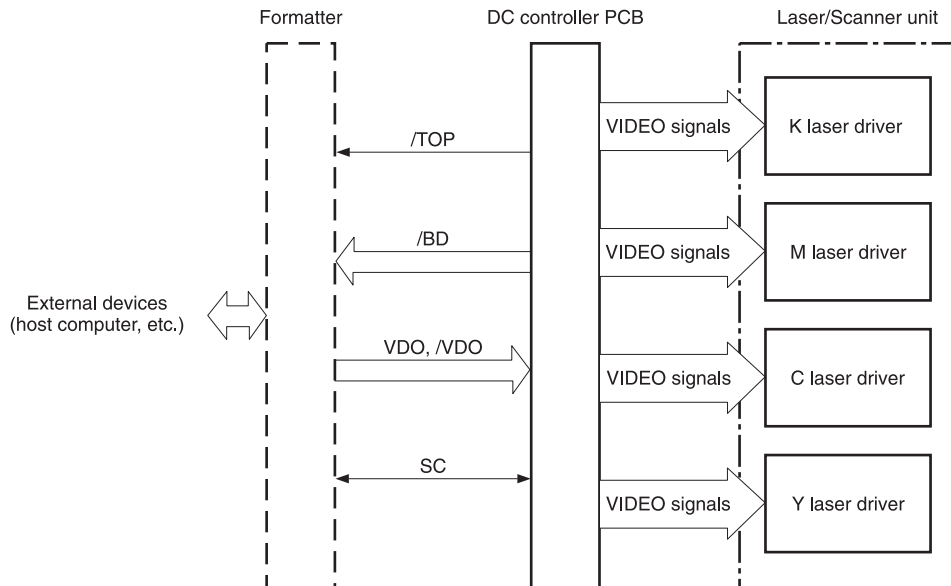 Formatter
DC controller PCB
Laser/Scanner unit
VIDEO signals
K laser driver
/TOP
/BD
VIDEO signals
M laser driver
External devices
(host computer, etc.)
VDO, /VDO
VIDEO signals
C laser driver
SC
VIDEO signals
Y laser driver